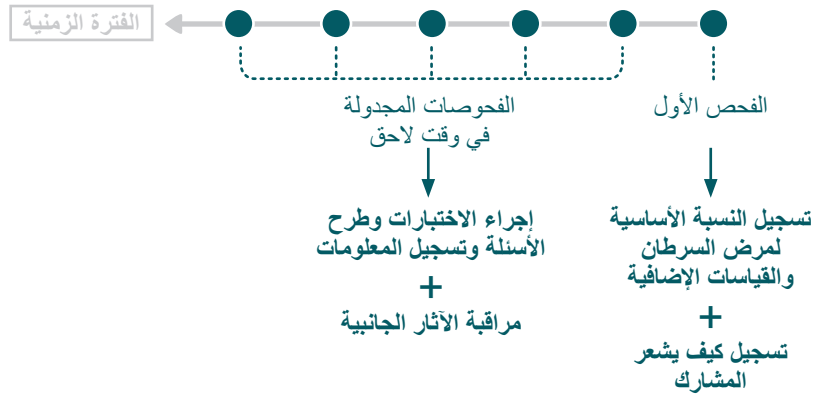 الفترة الزمنية
الفحص الأول
تسجيل النسبة الأساسية
لمرض السرطان
والقياسات الإضافية
+
تسجيل كيف يشعر
المشارك
الفحوصات المجدولة
في وقت لاحق
إجراء الاختبارات وطرح
الأسئلة وتسجيل المعلومات
+
مراقبة الآثار الجانبية